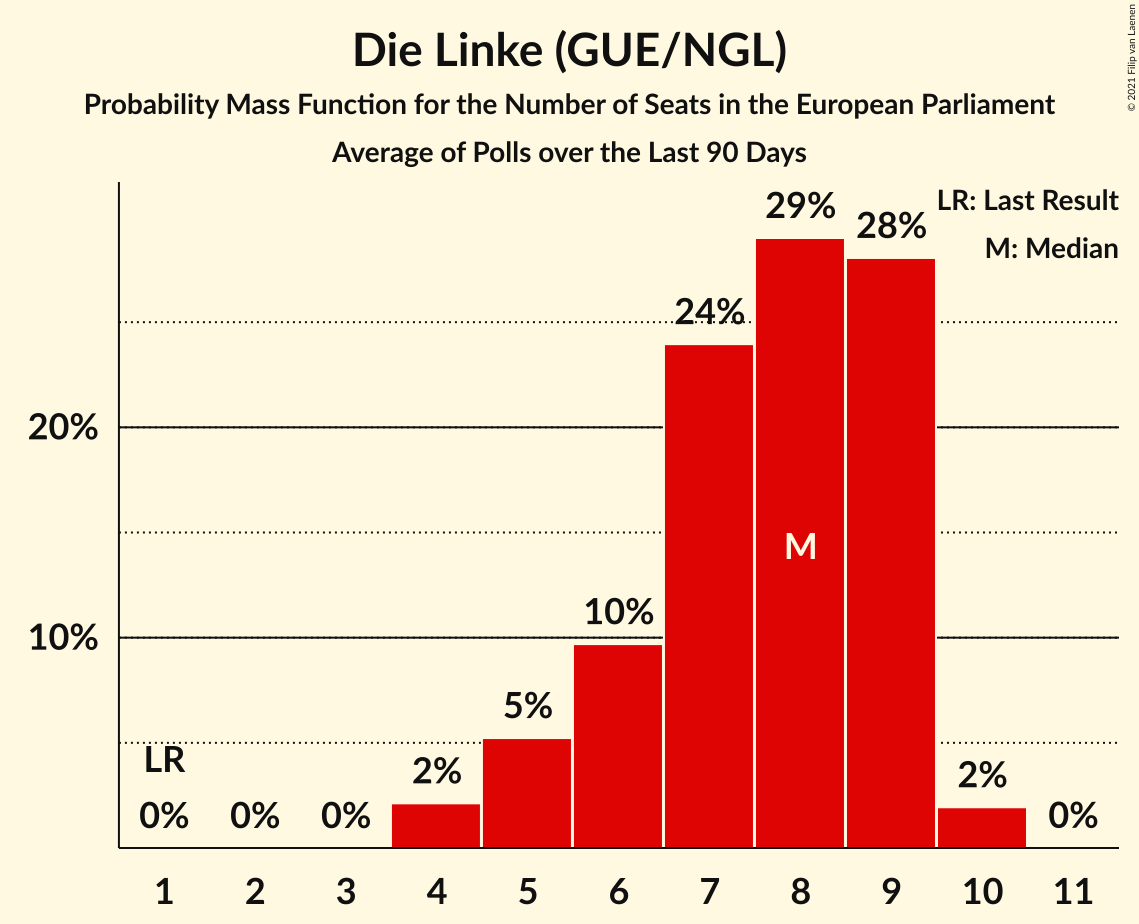 Die Linke (GUE/NGL)
Probability Mass Function for the Number of Seats in the European Parliament
Average of Polls over the Last 90 Days
© 2021 Filip van Laenen
LR: Last Result
M: Median
29%
28%
24%
20%
M
10%
10%
5%
LR
2%
2%
0%
0%
0%
0%
1 2 3 4 5 6 7 8 9 10 11